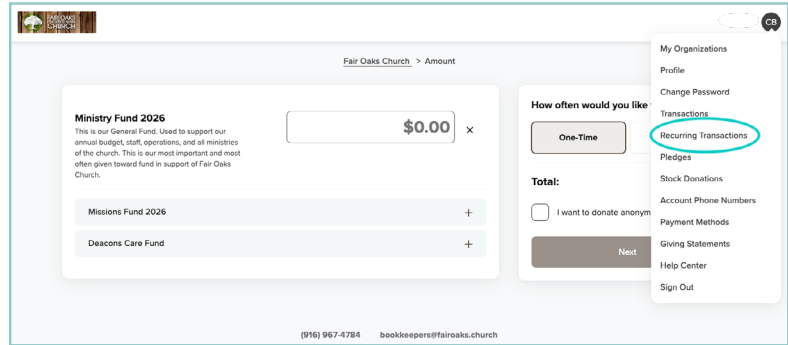 FAIR OAKS
CHURCH
CB
Fair Oaks Church > Amount
Ministry Fund 2026
This is our General Fund. Used to support our
annual budget, staff, operations, and all ministries
of the church. This is our most important and most
often given toward fund in support of Fair Oaks
Church.
$0.00 ×
Missions Fund 2026 +
Deacons Care Fund +
How often would you like
One-Time
Total:
I want to donate anonym
Next
My Organizations
Profile
Change Password
Transactions
Recurring Transactions
Pledges
Stock Donations
Account Phone Numbers
Payment Methods
Giving Statements
Help Center
Sign Out
(916) 967-4784 bookkeepers@fairoaks.church